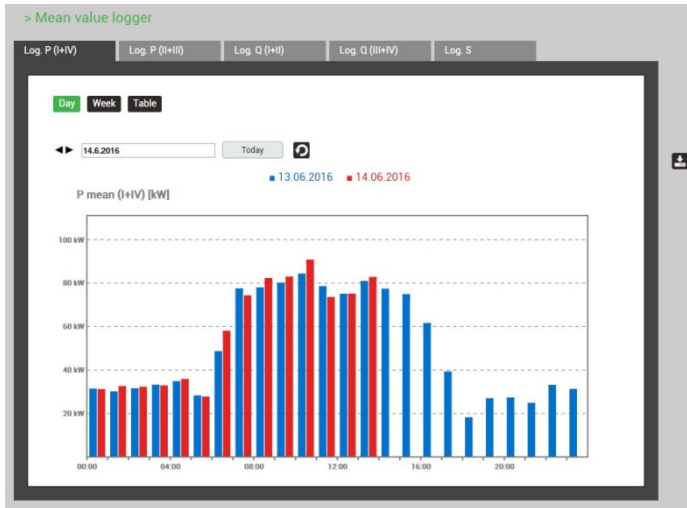 > Mean value logger
Log. P (I+IV) Log. P (II+III) Log. Q (I+II) Log. Q (III+IV) Log. S
Day Week Table
14.6.2016 Today
13.06.2016 14.06.2016
P mean (I+IV) [kW]
100 kW
80 kW
60 kW
40 kW
20 kW
00:00 04:00 08:00 12:00 16:00 20:00